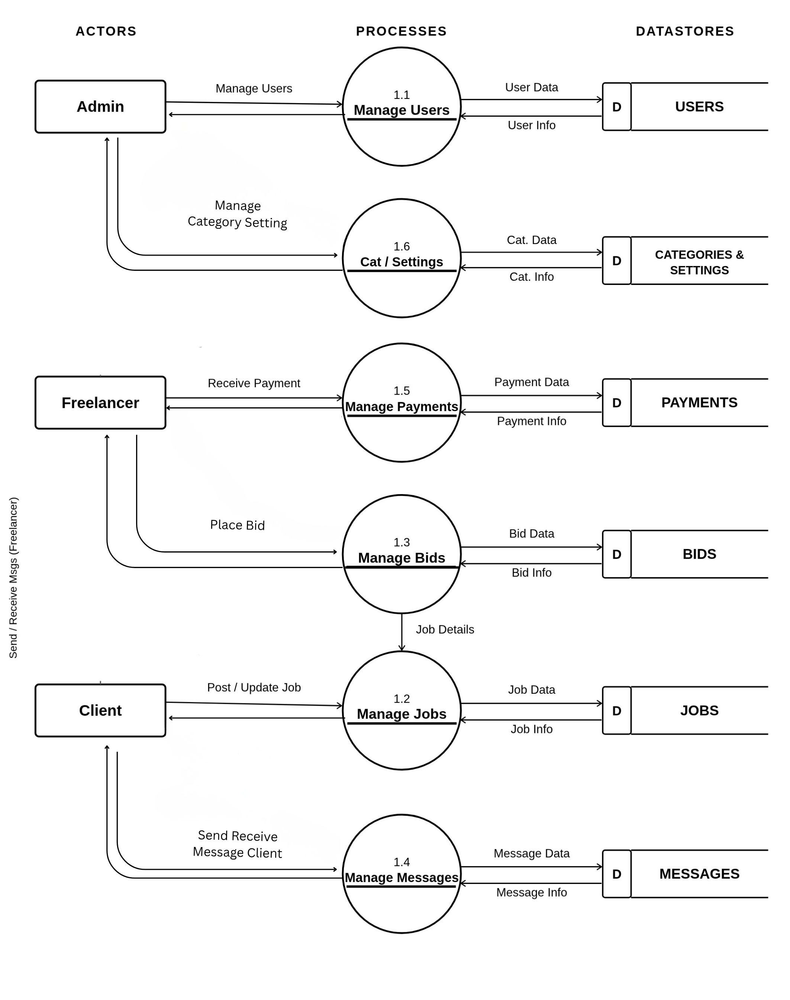 ACTORS
PROCESSES
DATASTORES
Admin
Manage Users
1.1
Manage Users
User Data
User Info
D
USERS
Manage
Category Setting
1.6
Cat / Settings
Cat. Data
Cat. Info
D
CATEGORIES &
SETTINGS
Freelancer
Receive Payment
1.5
Manage Payments
Payment Data
Payment Info
D
PAYMENTS
Send / Receive Msgs (Freelancer)
Place Bid
1.3
Manage Bids
Bid Data
Bid Info
D
BIDS
Job Details
Client
Post / Update Job
1.2
Manage Jobs
Job Data
Job Info
D
JOBS
Send Receive
Message Client
1.4
Manage Messages
Message Data
Message Info
D
MESSAGES